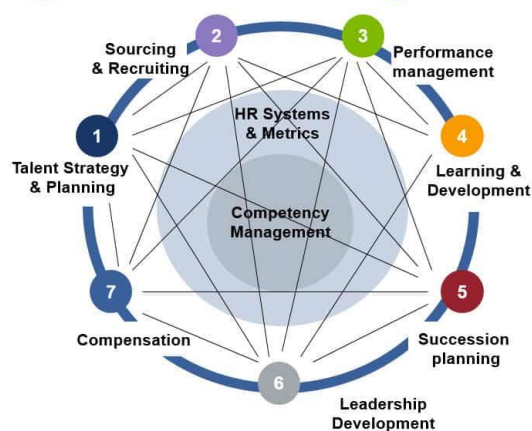 2
Sourcing
& Recruiting
3
Performance
management
HR Systems
& Metrics
1
Talent Strategy
& Planning
4
Learning &
Development
Competency
Management
7
Compensation
5
Succession
planning
6
Leadership
Development